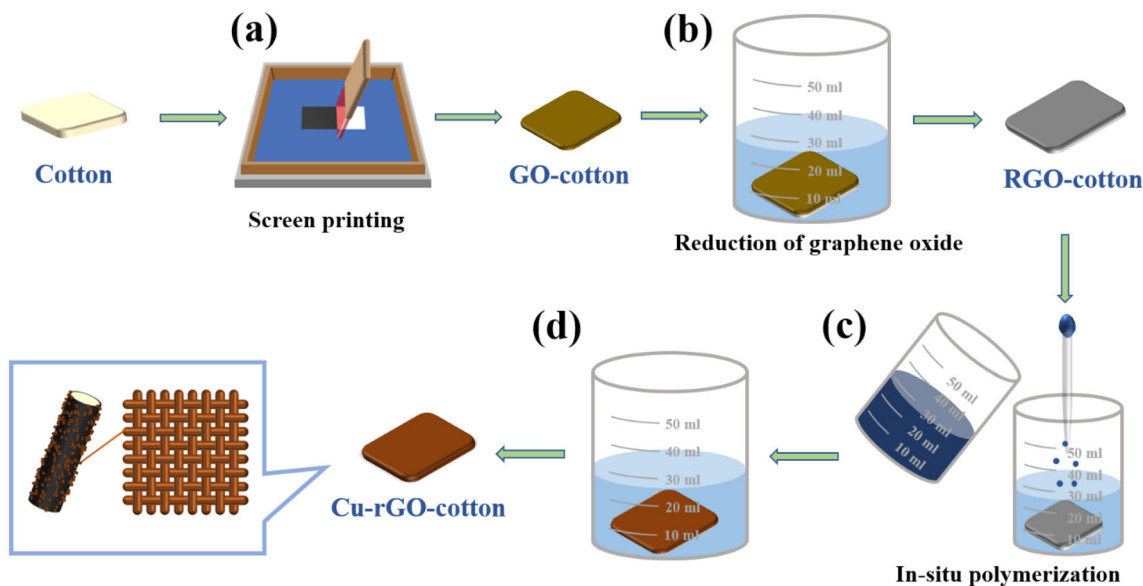 (a)
(b)
50 ml
40 ml
30 ml
20 ml
10 ml
Cotton
GO-cotton
RGO-cotton
Screen printing
Reduction of graphene oxide
(d)
(c)
50 ml
40 ml
30 ml
20 ml
10 ml
50 ml
40 ml
30 ml
20 ml
10 ml
50 ml
40 ml
30 ml
20 ml
10 ml
Cu-rGO-cotton
In-situ polymerization